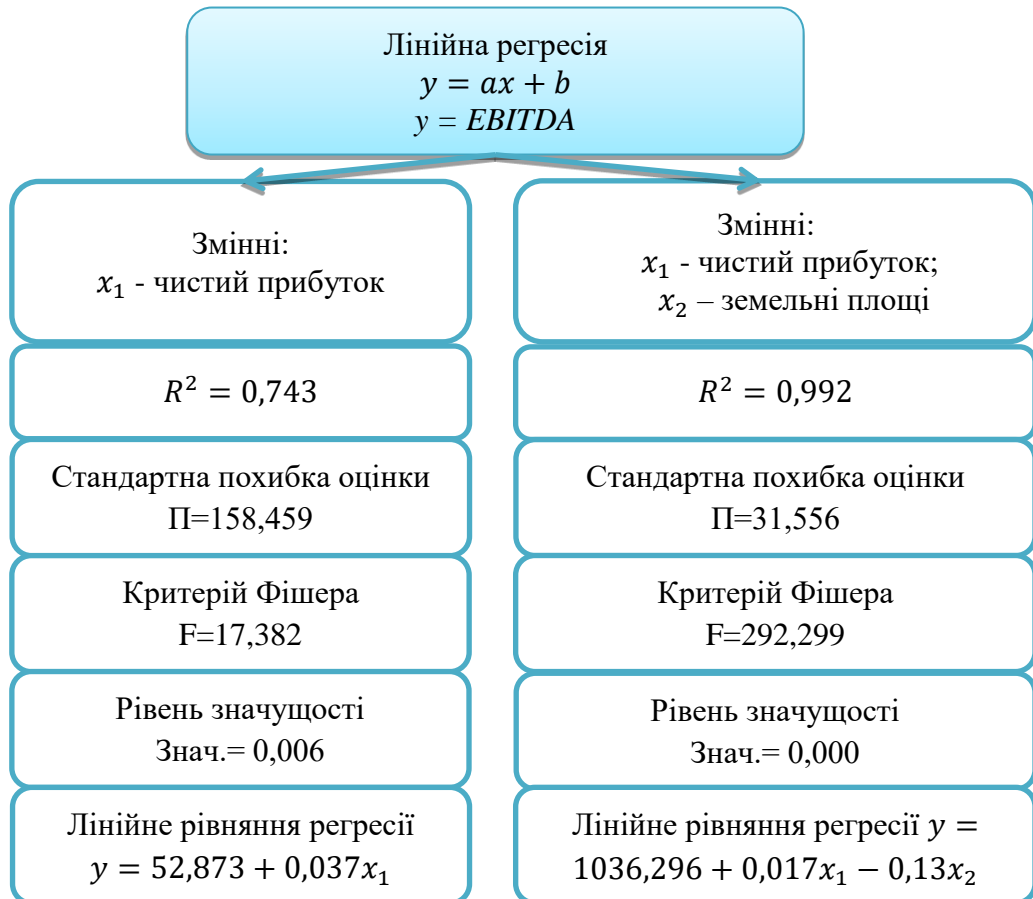 Лінійна регресія
y = ax + b
y = EBITDA
Змінні:
x₁ - чистий прибуток
R² = 0,743
Стандартна похибка оцінки
П=158,459
Критерій Фішера
F=17,382
Рівень значущості
Знач.= 0,006
Лінійне рівняння регресії
y = 52,873 + 0,037x₁
Змінні:
x₁ - чистий прибуток;
x₂ – земельні площі
R² = 0,992
Стандартна похибка оцінки
П=31,556
Критерій Фішера
F=292,299
Рівень значущості
Знач.= 0,000
Лінійне рівняння регресії y =
1036,296 + 0,017x₁ − 0,13x₂